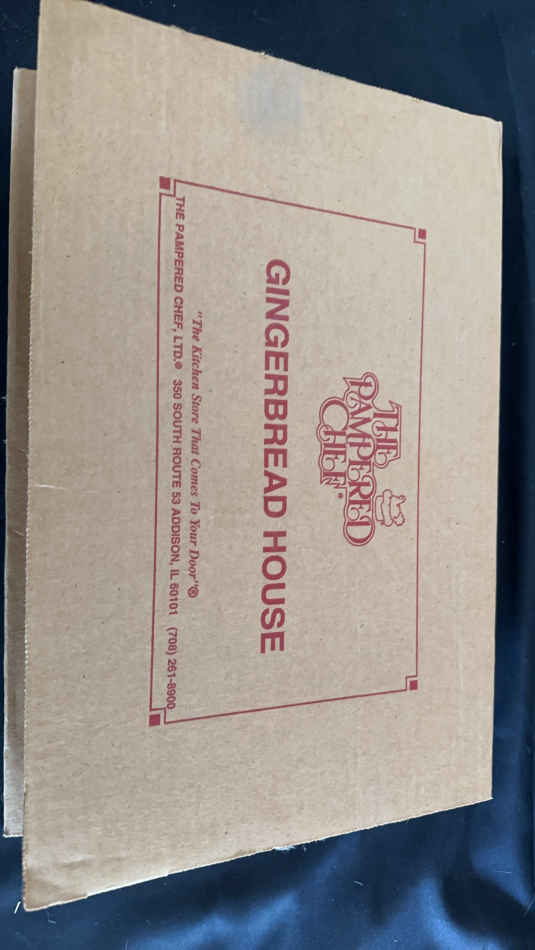 THE
PAMPERED
CHEF®
GINGERBREAD HOUSE
"The Kitchen Store That Comes To Your Door"®
THE PAMPERED CHEF, LTD.® 350 SOUTH ROUTE 53 ADDISON, IL 60101 (708) 261-8900